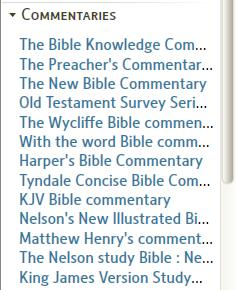 Commentaries
The Bible Knowledge Com...
The Preacher's Commentar...
The New Bible Commentary
Old Testament Survey Seri...
The Wycliffe Bible commen...
With the word Bible comm...
Harper's Bible Commentary
Tyndale Concise Bible Com...
KJV Bible commentary
Nelson's New Illustrated Bi...
Matthew Henry's comment...
The Nelson study Bible : Ne...
King James Version Study...